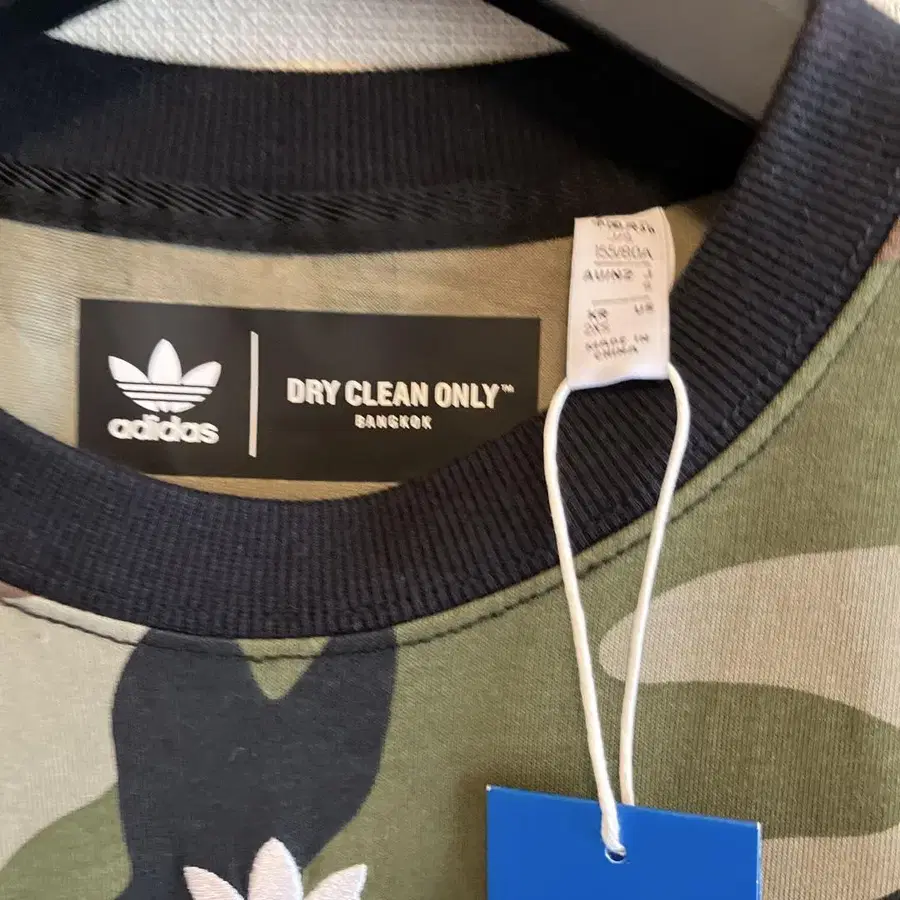 adidas
DRY CLEAN ONLY™
BANGKOK
155/80A
KR
2XS
MADE IN
CHINA